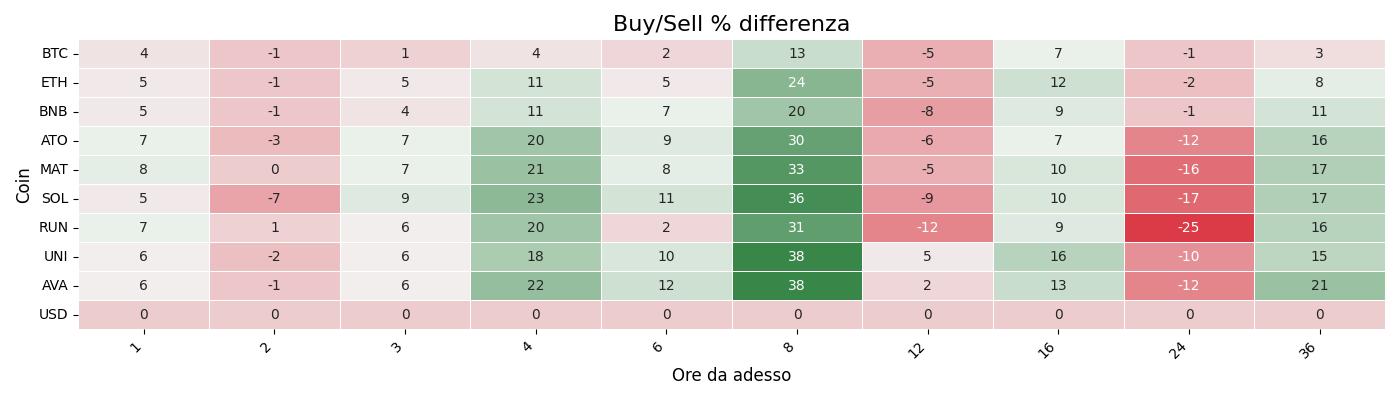 Buy/Sell % differenza
BTC 4 -1 1 4 2 13 -5 7 -1 3
ETH 5 -1 5 11 5 24 -5 12 -2 8
BNB 5 -1 4 11 7 20 -8 9 -1 11
ATO 7 -3 7 20 9 30 -6 7 -12 16
MAT 8 0 7 21 8 33 -5 10 -16 17
SOL 5 -7 9 23 11 36 -9 10 -17 17
RUN 7 1 6 20 2 31 -12 9 -25 16
UNI 6 -2 6 18 10 38 5 16 -10 15
AVA 6 -1 6 22 12 38 2 13 -12 21
USD 0 0 0 0 0 0 0 0 0 0
Coin
1 2 3 4 6 8 12 16 24 36
Ore da adesso